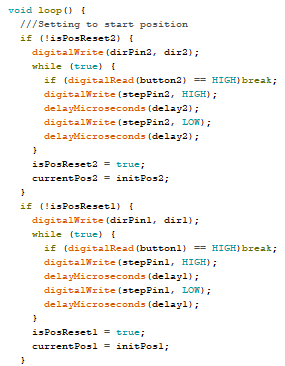 void loop() {
  ///Setting to start position
  if (!isPosReset2) {
    digitalWrite(dirPin2, dir2);
    while (true) {
      if (digitalRead(button2) == HIGH)break;
      digitalWrite(stepPin2, HIGH);
      delayMicroseconds(delay2);
      digitalWrite(stepPin2, LOW);
      delayMicroseconds(delay2);
    }
    isPosReset2 = true;
    currentPos2 = initPos2;
  }
  if (!isPosReset1) {
    digitalWrite(dirPin1, dir1);
    while (true) {
      if (digitalRead(button1) == HIGH)break;
      digitalWrite(stepPin1, HIGH);
      delayMicroseconds(delay1);
      digitalWrite(stepPin1, LOW);
      delayMicroseconds(delay1);
    }
    isPosReset1 = true;
    currentPos1 = initPos1;
  }